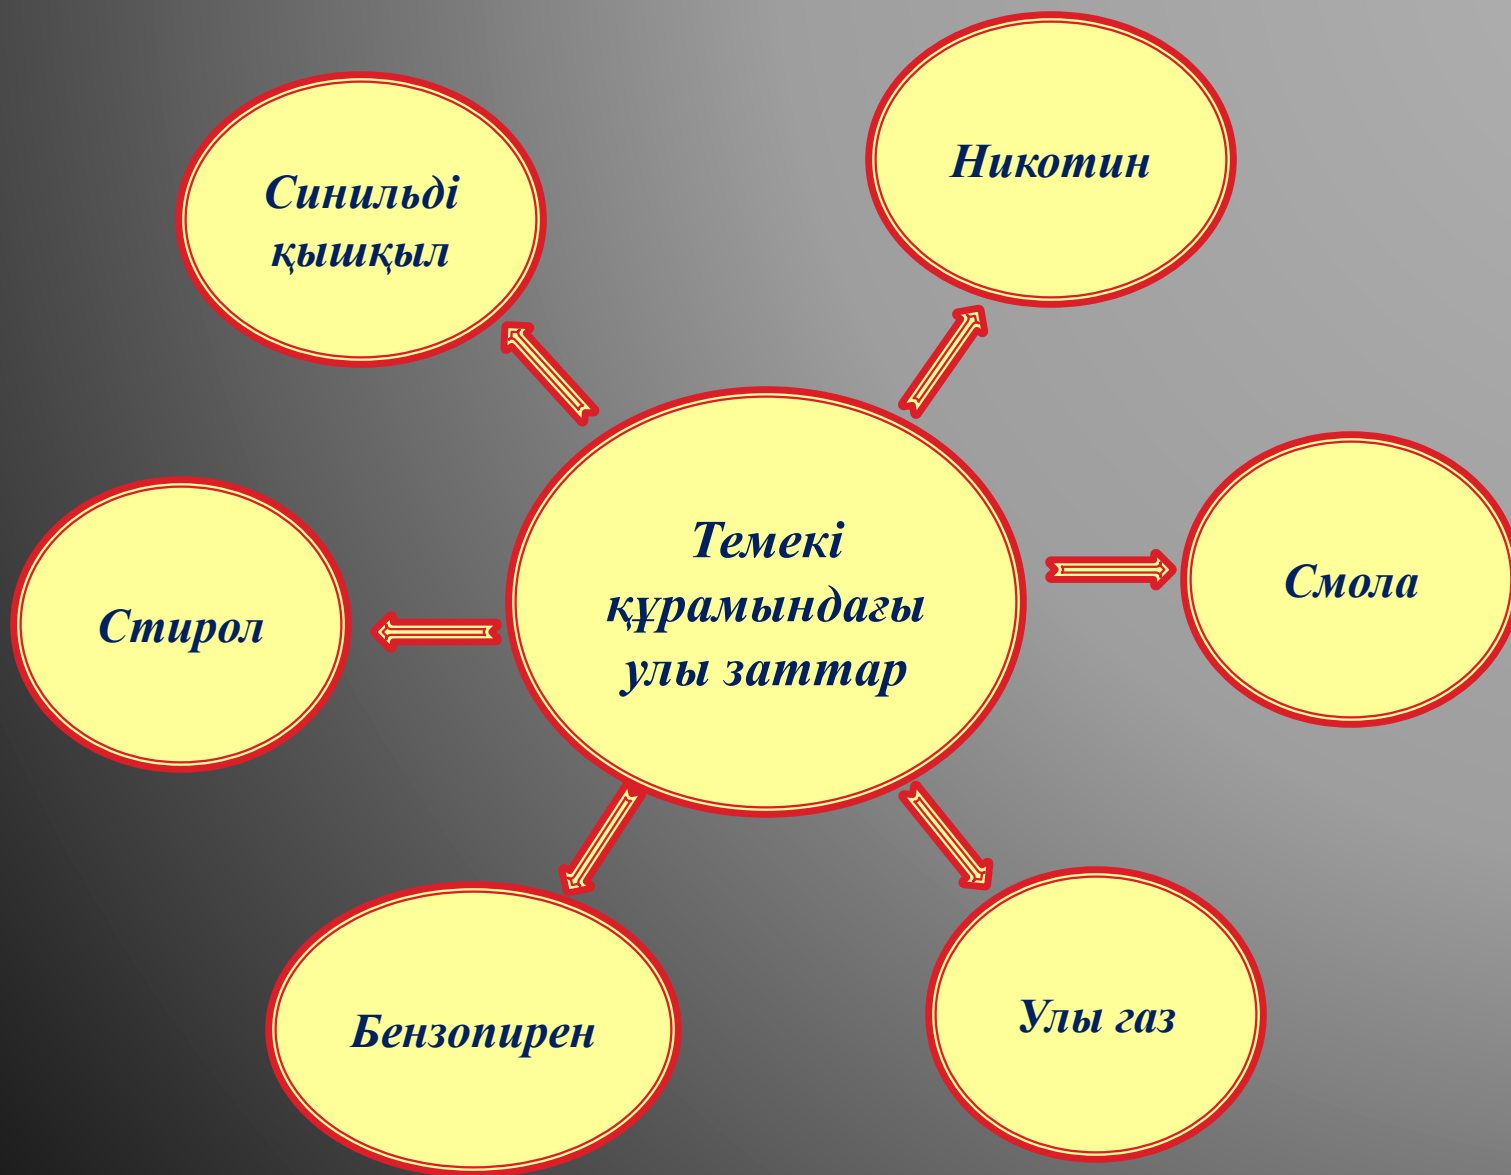 Синильді
қышқыл
Никотин
Темекі
құрамындағы
улы заттар
Стирол
Смола
Бензопирен
Улы газ